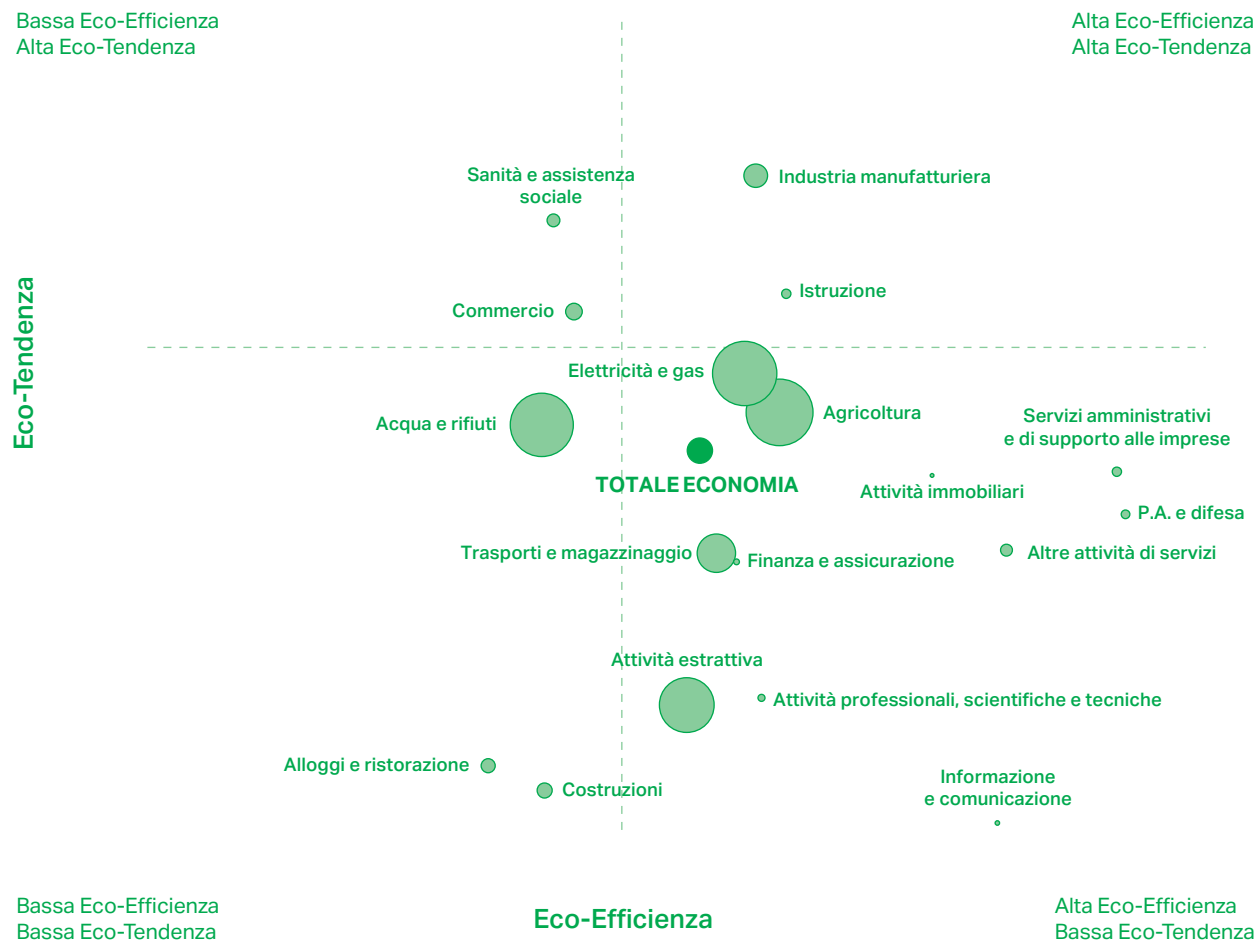 Bassa Eco-Efficienza
Alta Eco-Tendenza
Alta Eco-Efficienza
Alta Eco-Tendenza
Sanità e assistenza
sociale
Industria manifatturiera
Istruzione
Commercio
Eco-Tendenza
Elettricità e gas
Agricoltura
Acqua e rifiuti
Servizi amministrativi
e di supporto alle imprese
TOTALE ECONOMIA
Attività immobiliari
P.A. e difesa
Trasporti e magazzinaggio
Finanza e assicurazione
Altre attività di servizi
Attività estrattiva
Attività professionali, scientifiche e tecniche
Alloggi e ristorazione
Costruzioni
Informazione
e comunicazione
Bassa Eco-Efficienza
Bassa Eco-Tendenza
Eco-Efficienza
Alta Eco-Efficienza
Bassa Eco-Tendenza